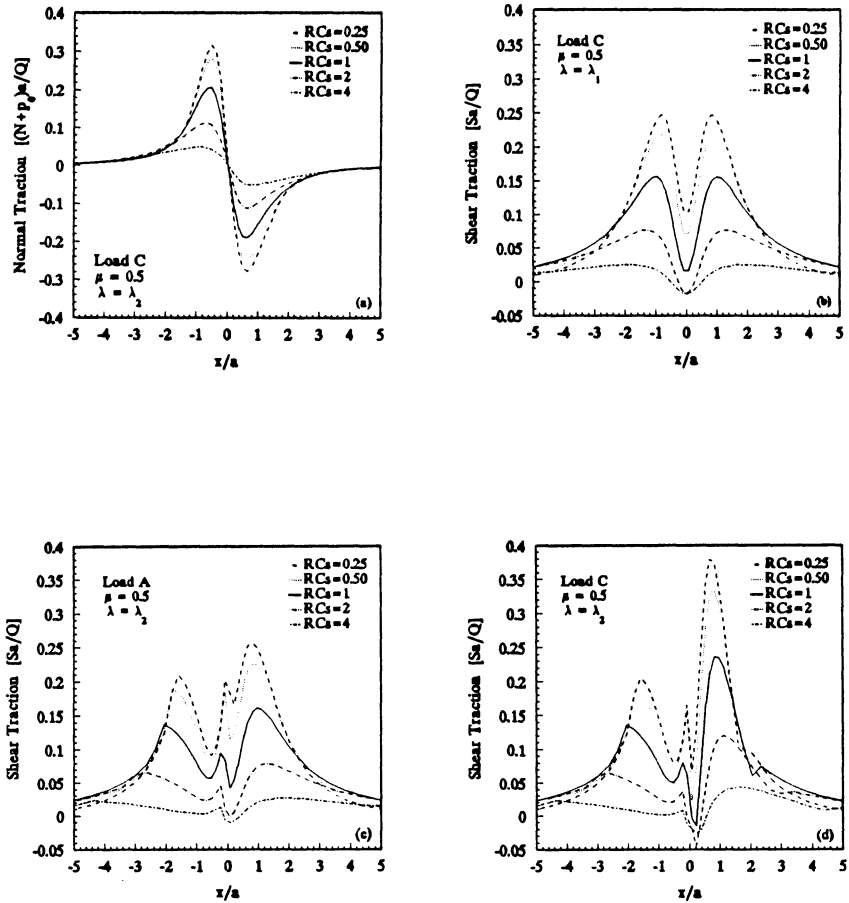 0.4
0.3
0.2
0.1
0
-0.1
-0.2
-0.3
-0.4
Normal Traction [(N+p₀)a/Q]
RCs=0.25
RCs=0.50
RCs=1
RCs=2
RCs=4
Load C
μ = 0.5
λ = λ₂
(a)
-5 -4 -3 -2 -1 0 1 2 3 4 5
x/a
0.4
0.35
0.3
0.25
0.2
0.15
0.1
0.05
0
-0.05
Shear Traction [Sa/Q]
Load C
μ = 0.5
λ = λ₁
RCs=0.25
RCs=0.50
RCs=1
RCs=2
RCs=4
(b)
-5 -4 -3 -2 -1 0 1 2 3 4 5
x/a
0.4
0.35
0.3
0.25
0.2
0.15
0.1
0.05
0
-0.05
Shear Traction [Sa/Q]
Load A
μ = 0.5
λ = λ₂
RCs=0.25
RCs=0.50
RCs=1
RCs=2
RCs=4
(c)
-5 -4 -3 -2 -1 0 1 2 3 4 5
x/a
0.4
0.35
0.3
0.25
0.2
0.15
0.1
0.05
0
-0.05
Shear Traction [Sa/Q]
Load C
μ = 0.5
λ = λ₂
RCs=0.25
RCs=0.50
RCs=1
RCs=2
RCs=4
(d)
-5 -4 -3 -2 -1 0 1 2 3 4 5
x/a